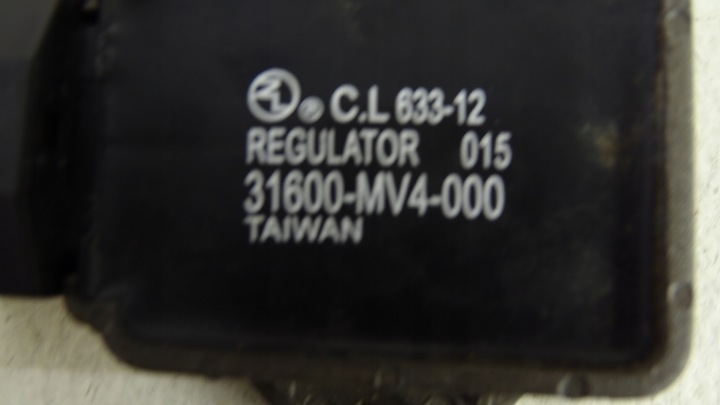 C.L 633-12
REGULATOR 015
31600-MV4-000
TAIWAN